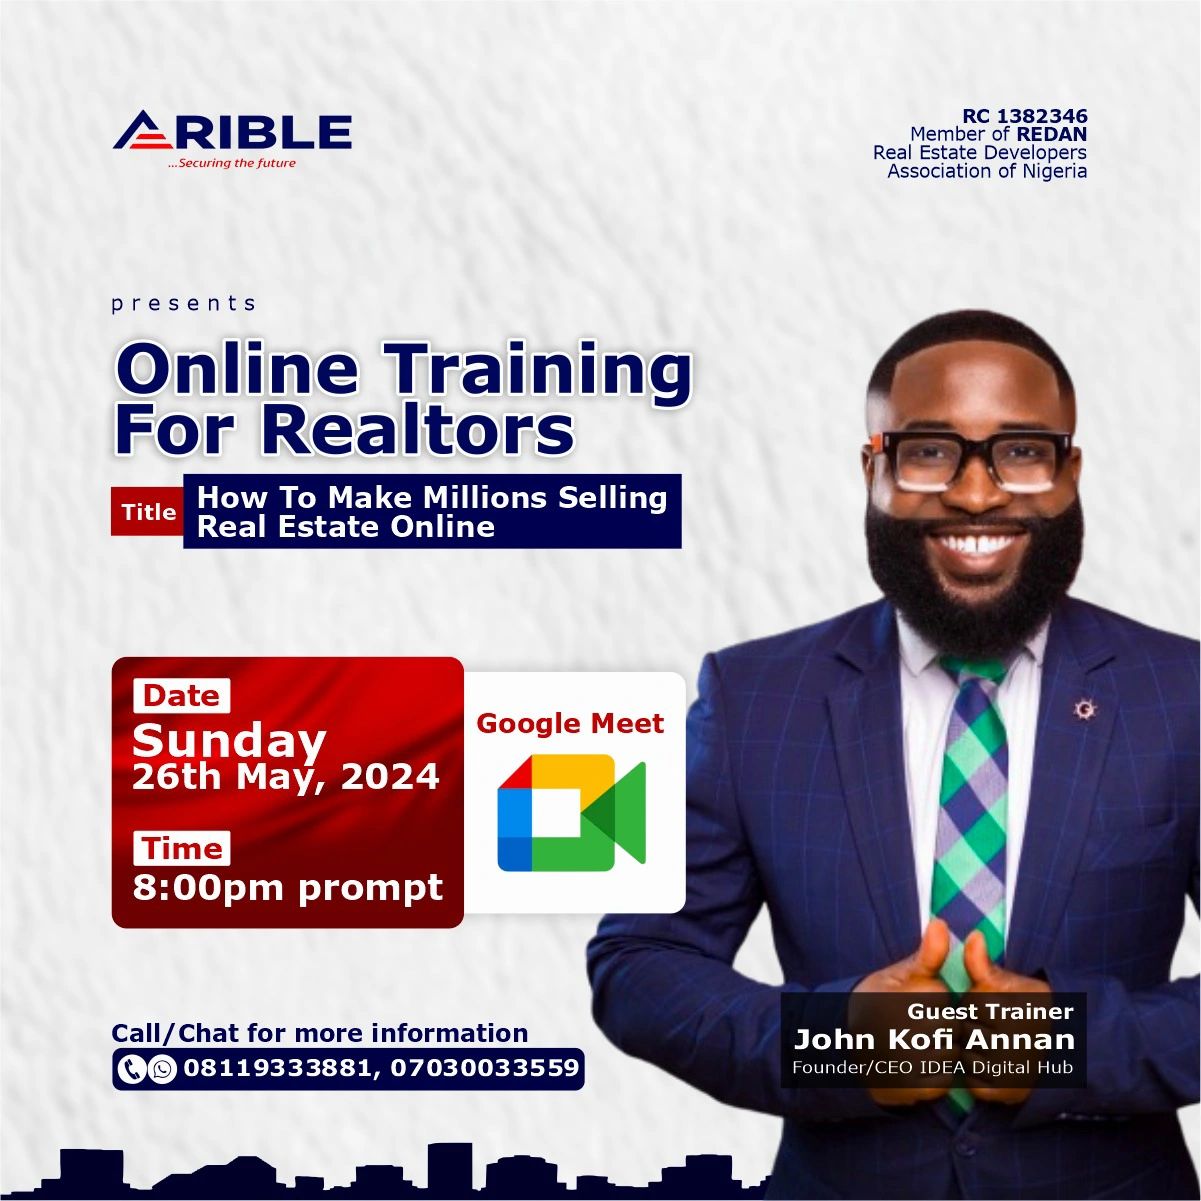 ARIBLE
...Securing the future
RC 1382346
Member of REDAN
Real Estate Developers
Association of Nigeria
presents
Online Training
For Realtors
Title
How To Make Millions Selling
Real Estate Online
Date
Sunday
26th May, 2024
Time
8:00pm prompt
Google Meet
Call/Chat for more information
08119333881, 07030033559
Guest Trainer
John Kofi Annan
Founder/CEO IDEA Digital Hub